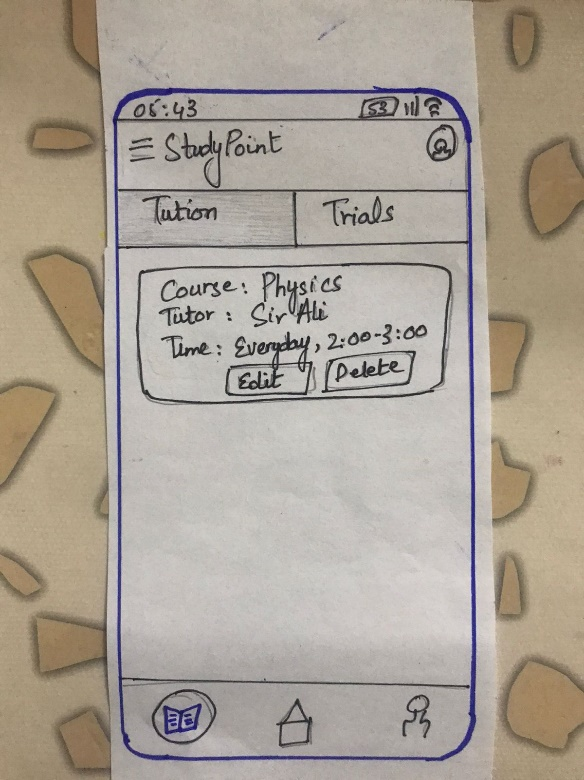 05:43 53
StudyPoint
Tution Trials
Course: Physics
Tutor: Sir Ali
Time: Everyday, 2:00-3:00
Edit Delete